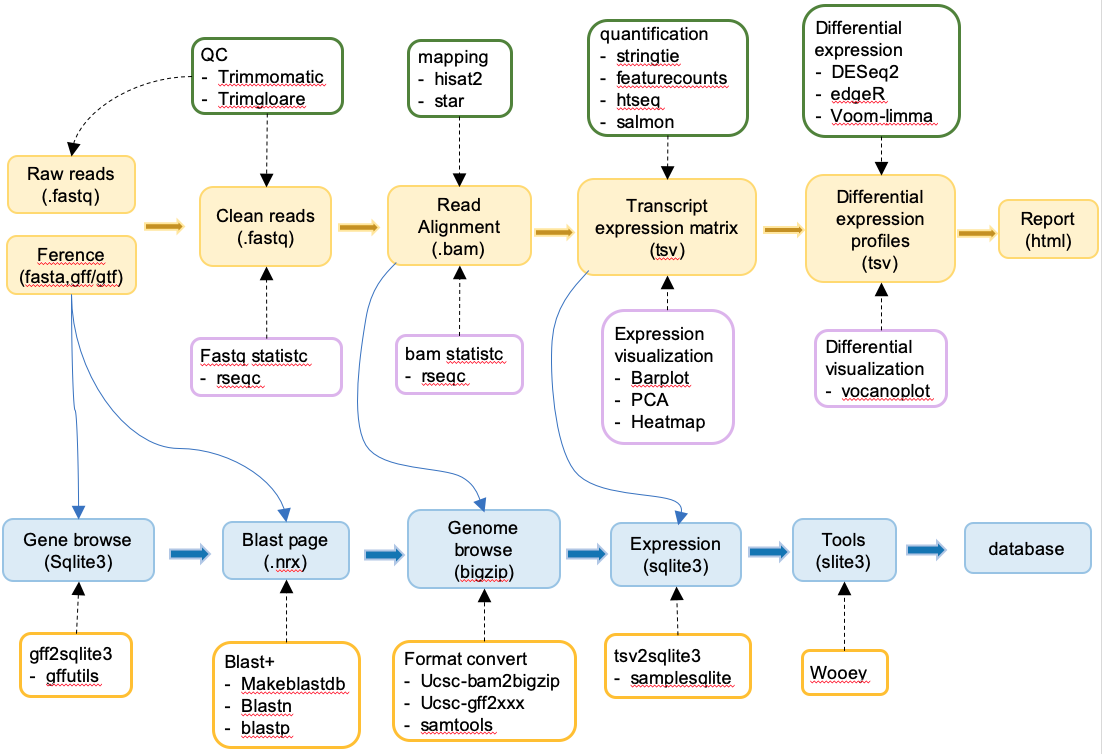 QC
- Trimmomatic
- Trimgloare
mapping
- hisat2
- star
quantification
- stringtie
- featurecounts
- htseq
- salmon
Differential
expression
- DESeq2
- edgeR
- Voom-limma
Raw reads
(.fastq)
Ference
(fasta,gff/gtf)
Clean reads
(.fastq)
Read
Alignment
(.bam)
Transcript
expression matrix
(tsv)
Differential
expression
profiles
(tsv)
Report
(html)
Fastq statistc
- rseqc
bam statistc
- rseqc
Expression
visualization
- Barplot
- PCA
- Heatmap
Differential
visualization
- vocanoplot
Gene browse
(Sqlite3)
Blast page
(.nrx)
Genome
browse
(bigzip)
Expression
(sqlite3)
Tools
(slite3)
database
gff2sqlite3
- gffutils
Blast+
- Makeblastdb
- Blastn
- blastp
Format convert
- Ucsc-bam2bigzip
- Ucsc-gff2xxx
- samtools
tsv2sqlite3
- samplesqlite
Wooey